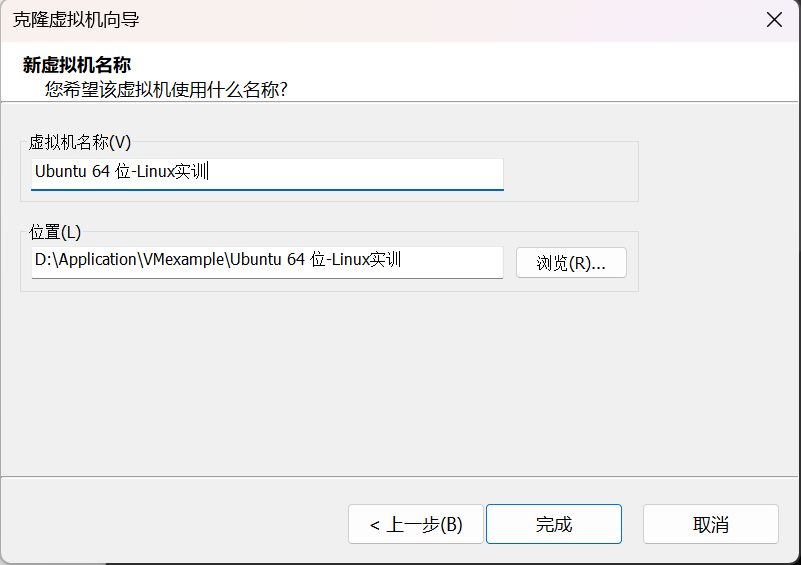 克隆虚拟机向导
新虚拟机名称
您希望该虚拟机使用什么名称?
虚拟机名称(V)
Ubuntu 64 位-Linux实训
位置(L)
D:\Application\VMexample\Ubuntu 64 位-Linux实训
浏览(R)...
< 上一步(B)
完成
取消